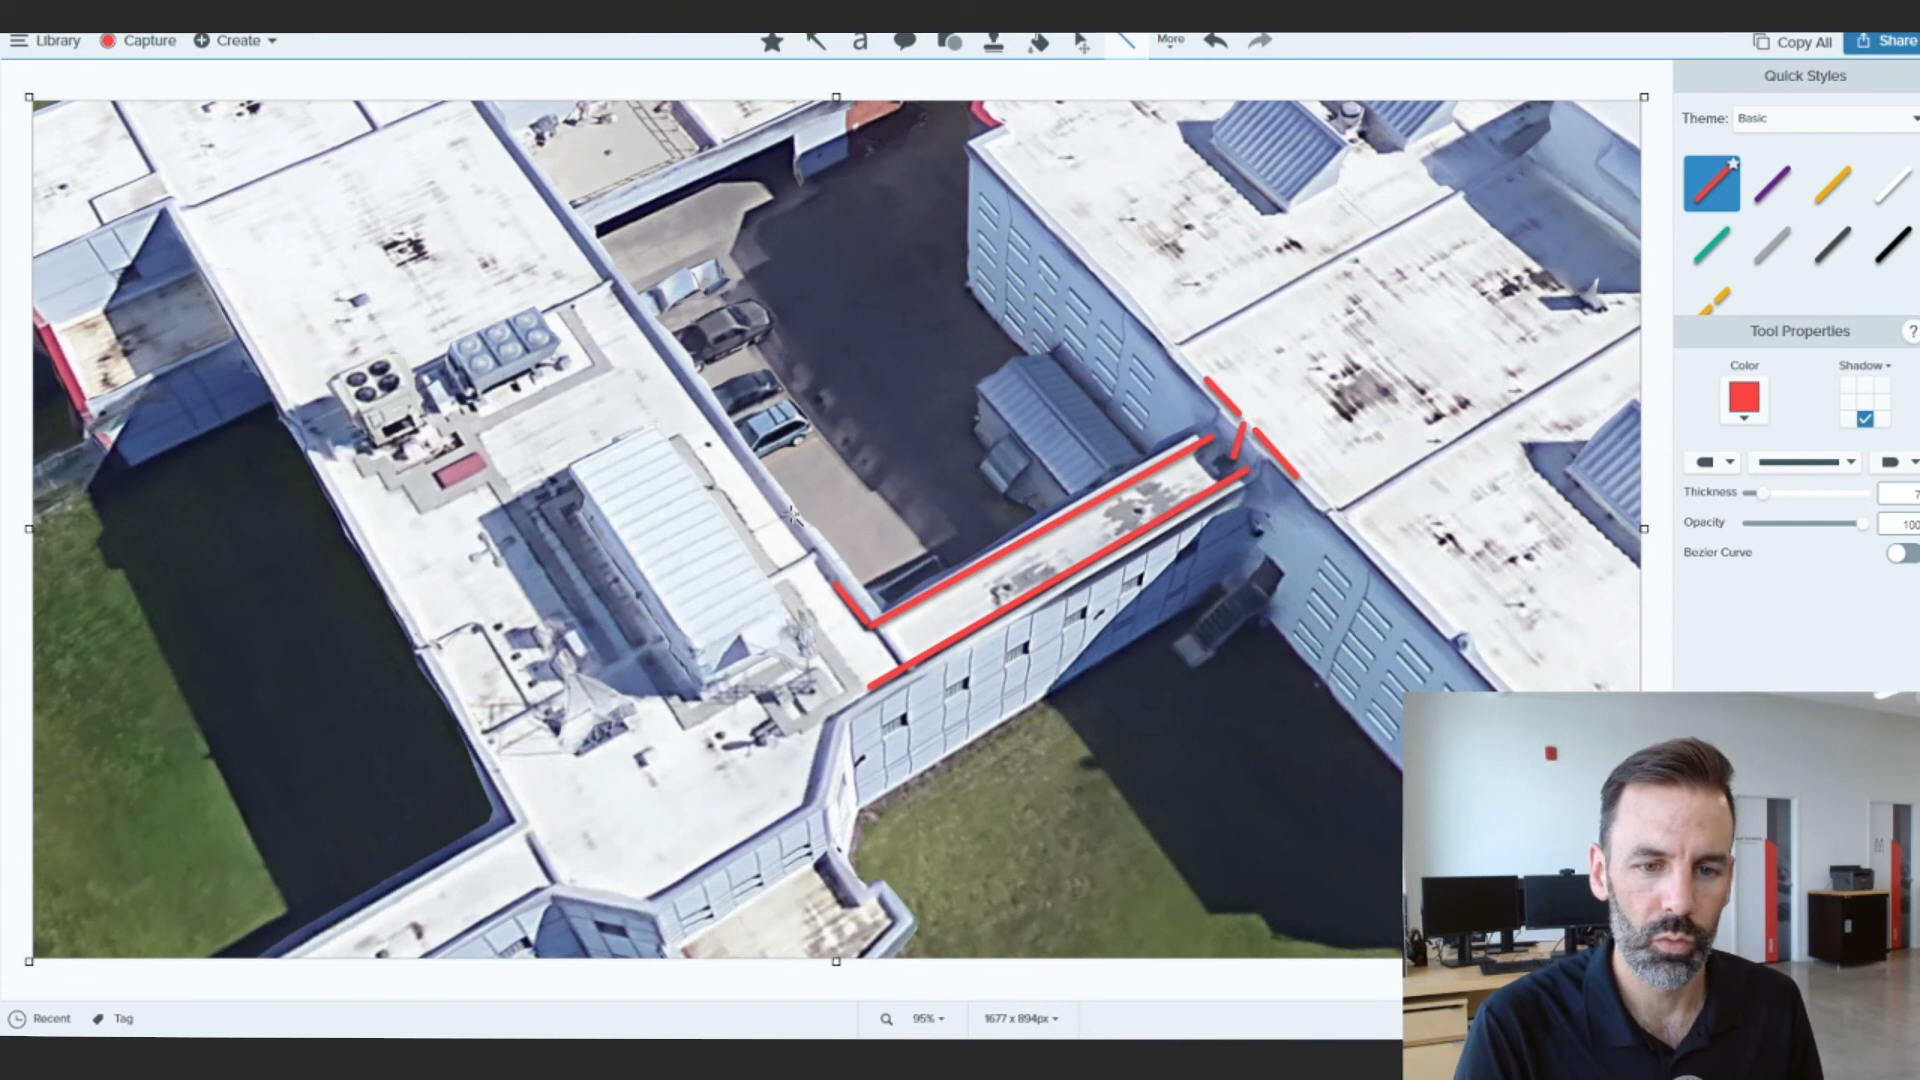 Library Capture Create a More Copy All Share
Quick Styles
Theme: Basic
Tool Properties ?
Color Shadow
Thickness 7
Opacity 100
Bezier Curve
Recent Tag 95% 1677 x 894px